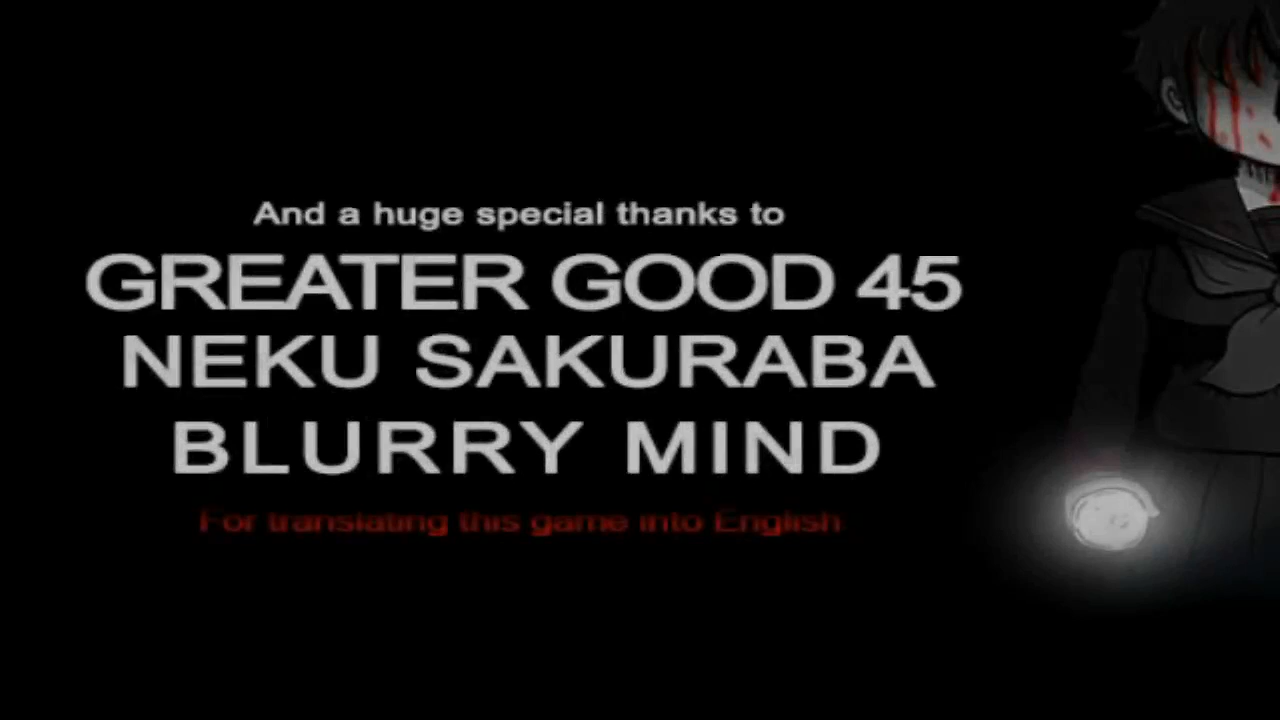 And a huge special thanks to
GREATER GOOD 45
NEKU SAKURABA
BLURRY MIND
For translating this game into English